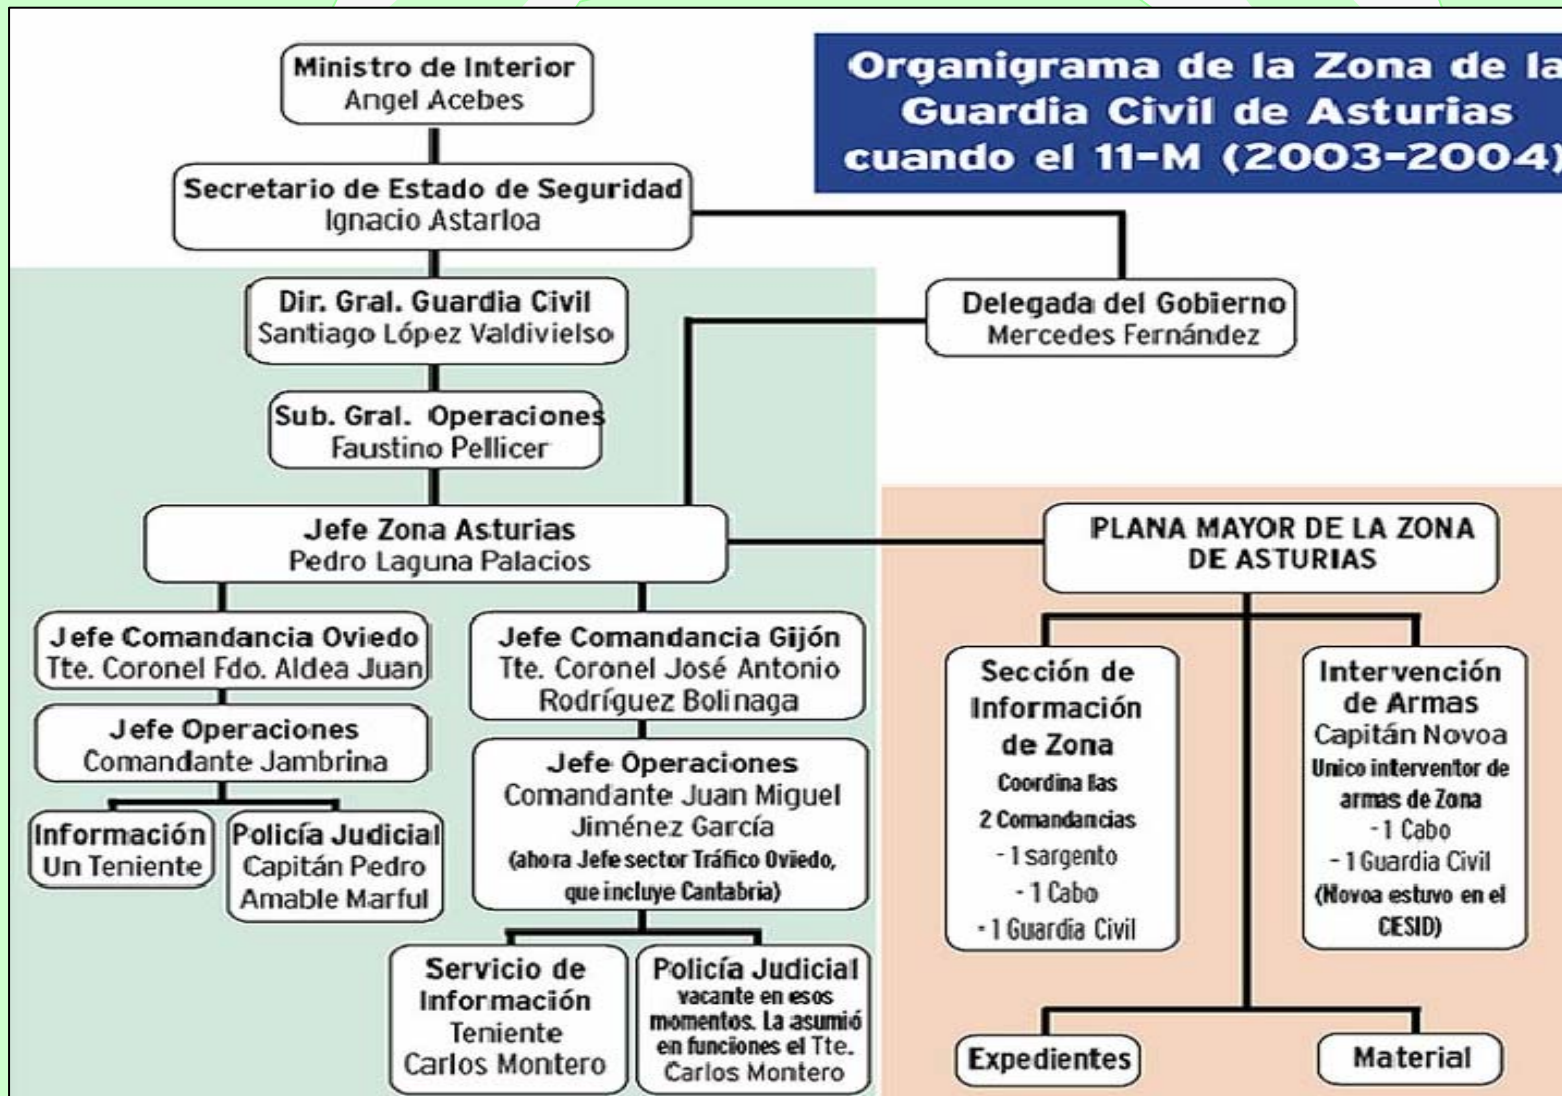 Organigrama de la Zona de la
Guardia Civil de Asturias
cuando el 11-M (2003-2004)
Ministro de Interior
Angel Acebes
Secretario de Estado de Seguridad
Ignacio Astarloa
Dir. Gral. Guardia Civil
Santiago López Valdivielso
Delegada del Gobierno
Mercedes Fernández
Sub. Gral. Operaciones
Faustino Pellicer
Jefe Zona Asturias
Pedro Laguna Palacios
PLANA MAYOR DE LA ZONA
DE ASTURIAS
Jefe Comandancia Oviedo
Tte. Coronel Fdo. Aldea Juan
Jefe Operaciones
Comandante Jambrina
Información
Un Teniente
Policía Judicial
Capitán Pedro
Amable Marful
Jefe Comandancia Gijón
Tte. Coronel José Antonio
Rodríguez Bolinaga
Jefe Operaciones
Comandante Juan Miguel
Jiménez García
(ahora Jefe sector Tráfico Oviedo,
que incluye Cantabria)
Servicio de
Información
Teniente
Carlos Montero
Policía Judicial
vacante en esos
momentos. La asumió
en funciones el Tte.
Carlos Montero
Sección de
Información
de Zona
Coordina las
2 Comandancias
- 1 sargento
- 1 Cabo
- 1 Guardia Civil
Intervención
de Armas
Capitán Novoa
Unico interventor de
armas de Zona
- 1 Cabo
- 1 Guardia Civil
(Novoa estuvo en el
CESID)
Expedientes
Material